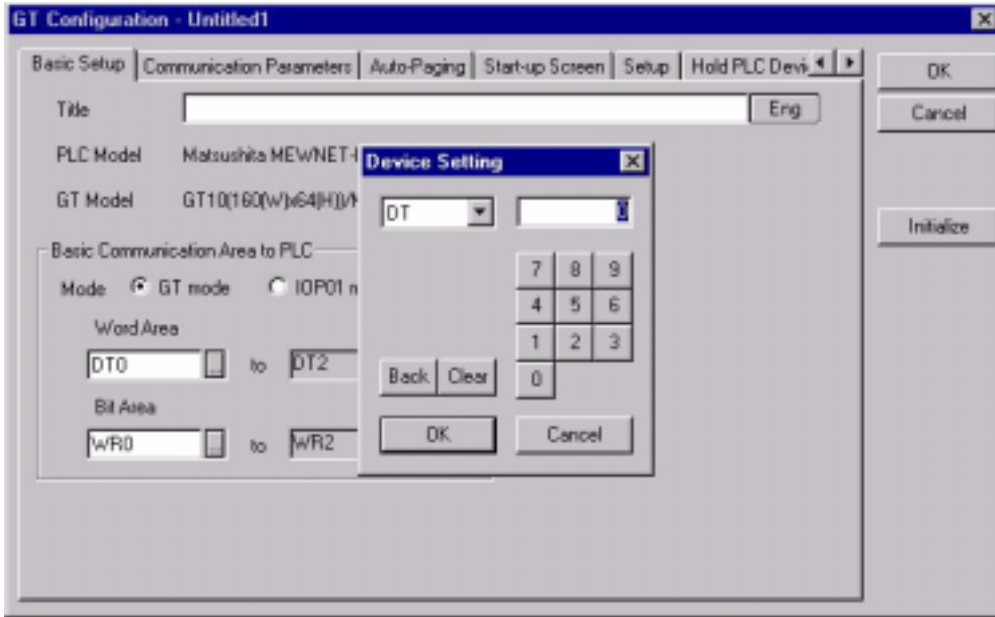 GT Configuration - Untitled1
Basic Setup Communication Parameters Auto-Paging Start-up Screen Setup Hold PLC Devi
OK
Cancel
Initialize
Title Eng
PLC Model Matsushita MEWNET-
GT Model GT10(160(W)x64(H))/
Basic Communication Area to PLC
Mode GT mode IOP01
Word Area
DT0 ... to DT2
Bit Area
WR0 ... to WR2
Device Setting
DT 0
7 8 9
4 5 6
1 2 3
Back Clear 0
OK Cancel